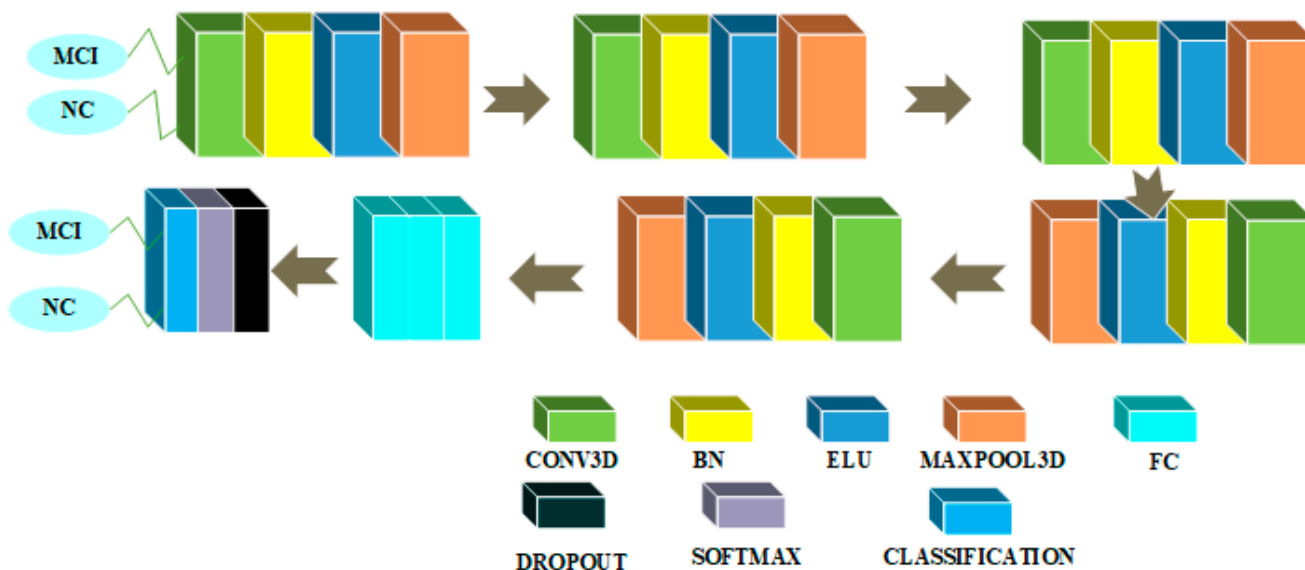 MCI
NC
MCI
NC
CONV3D BN ELU MAXPOOL3D FC
DROPOUT SOFTMAX CLASSIFICATION